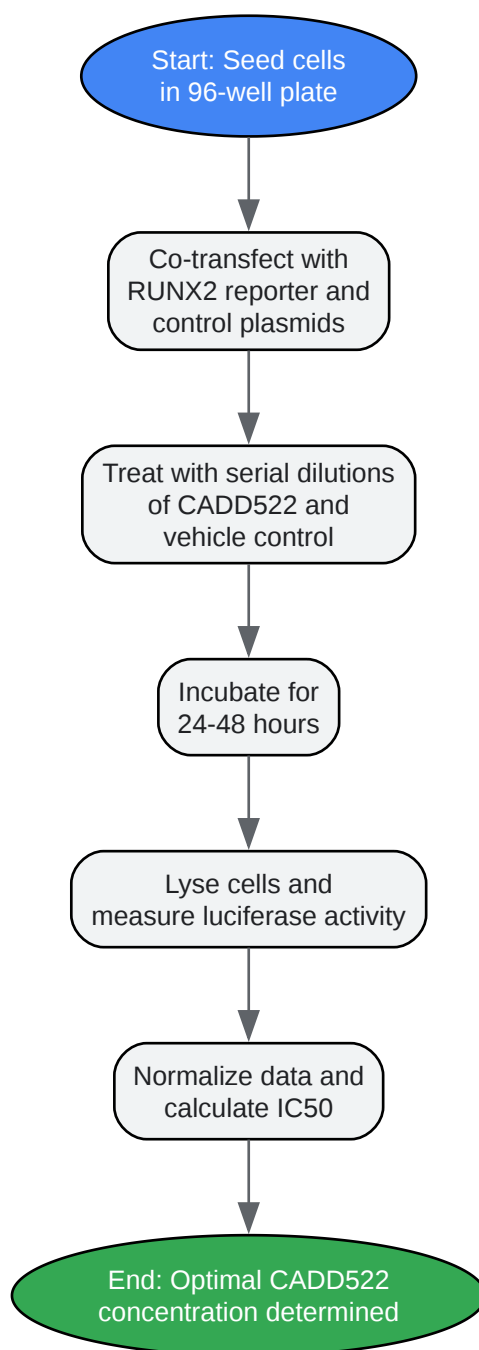 Start: Seed cells
in 96-well plate
Co-transfect with
RUNX2 reporter and
control plasmids
Treat with serial dilutions
of CADD522 and
vehicle control
Incubate for
24-48 hours
Lyse cells and
measure luciferase activity
Normalize data and
calculate IC50
End: Optimal CADD522
concentration determined